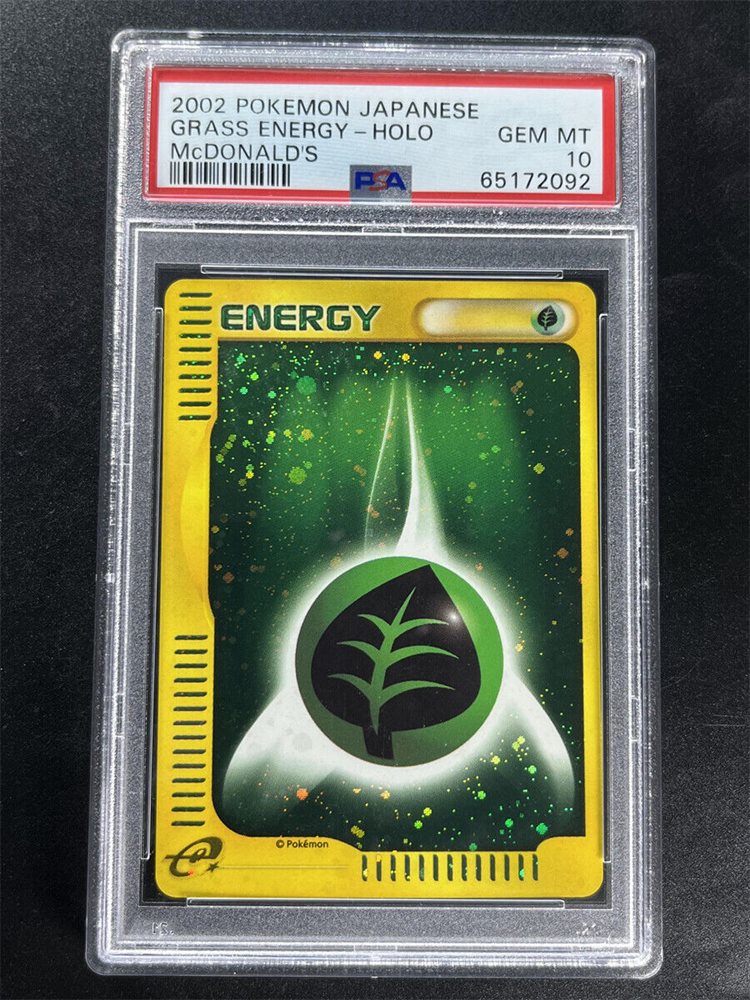 2002 POKEMON JAPANESE
GRASS ENERGY - HOLO GEM MT
McDONALD'S 10
PSA 65172092
ENERGY
© Pokémon
e